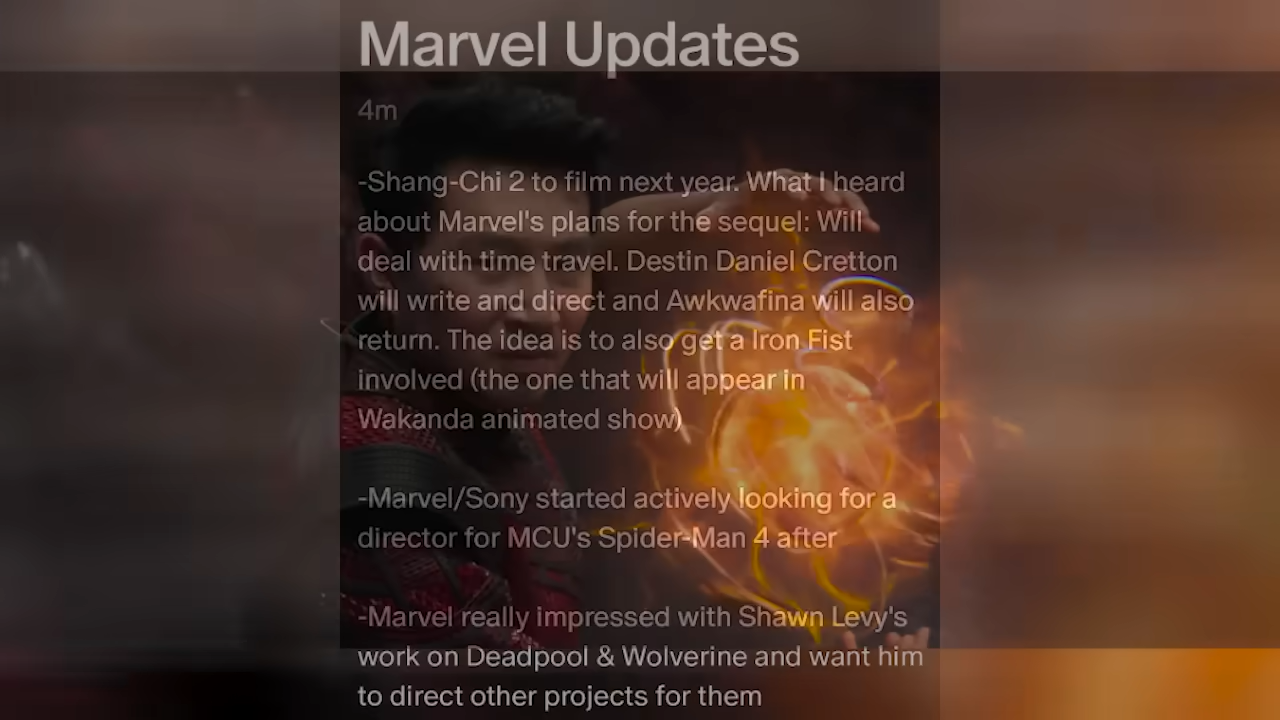 Marvel Updates
4m
-Shang-Chi 2 to film next year. What I heard
about Marvel's plans for the sequel: Will
deal with time travel. Destin Daniel Cretton
will write and direct and Awkwafina will also
return. The idea is to also get a Iron Fist
involved (the one that will appear in
Wakanda animated show)
-Marvel/Sony started actively looking for a
director for MCU's Spider-Man 4 after
-Marvel really impressed with Shawn Levy's
work on Deadpool & Wolverine and want him
to direct other projects for them